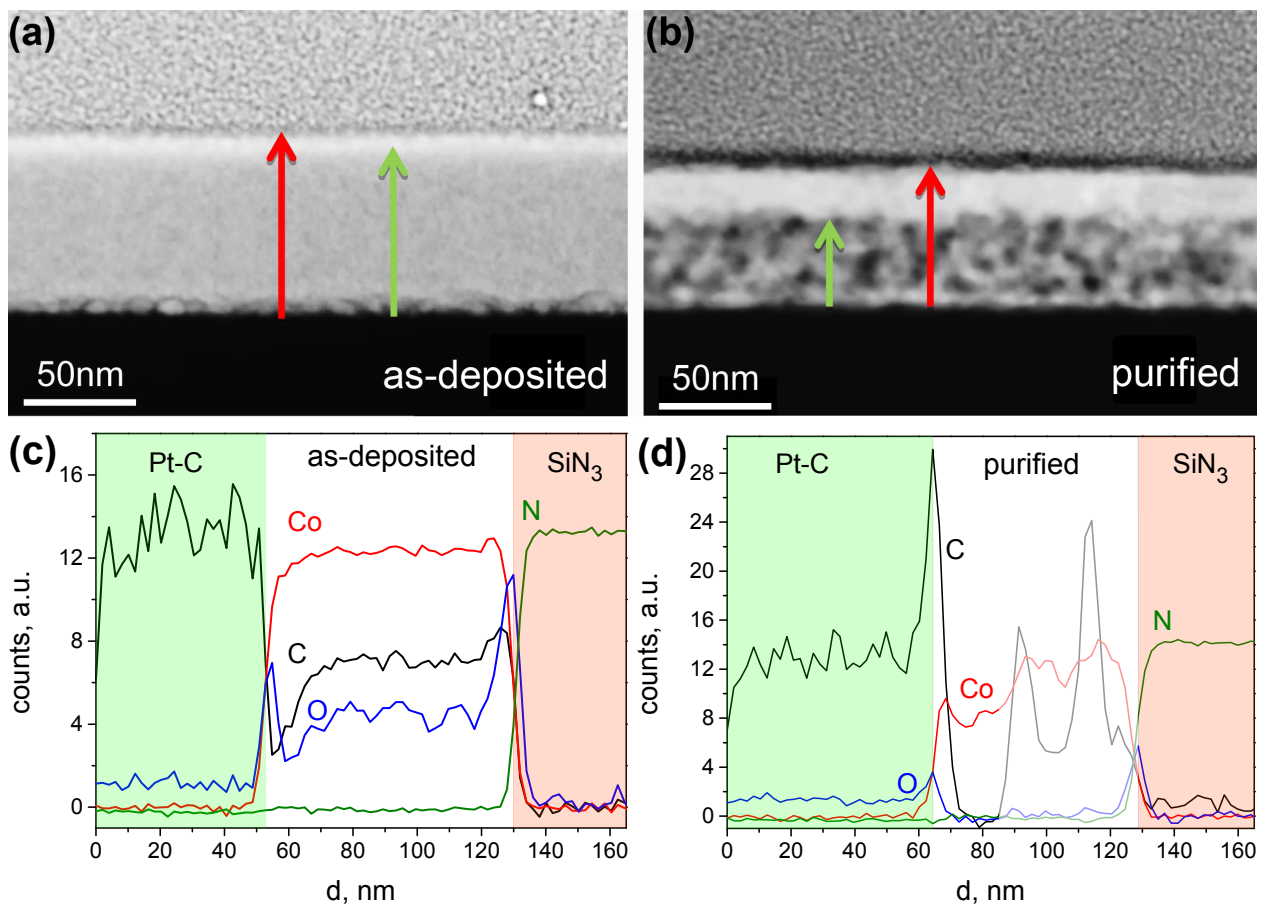 (a)
50nm
as-deposited
(b)
50nm
purified
(c)
Pt-C
as-deposited
SiN3
Co
C
O
N
counts, a.u.
16
12
8
4
0
0 20 40 60 80 100 120 140 160
d, nm
(d)
Pt-C
purified
SiN3
C
Co
O
N
counts, a.u.
28
24
20
16
12
8
4
0
0 20 40 60 80 100 120 140 160
d, nm